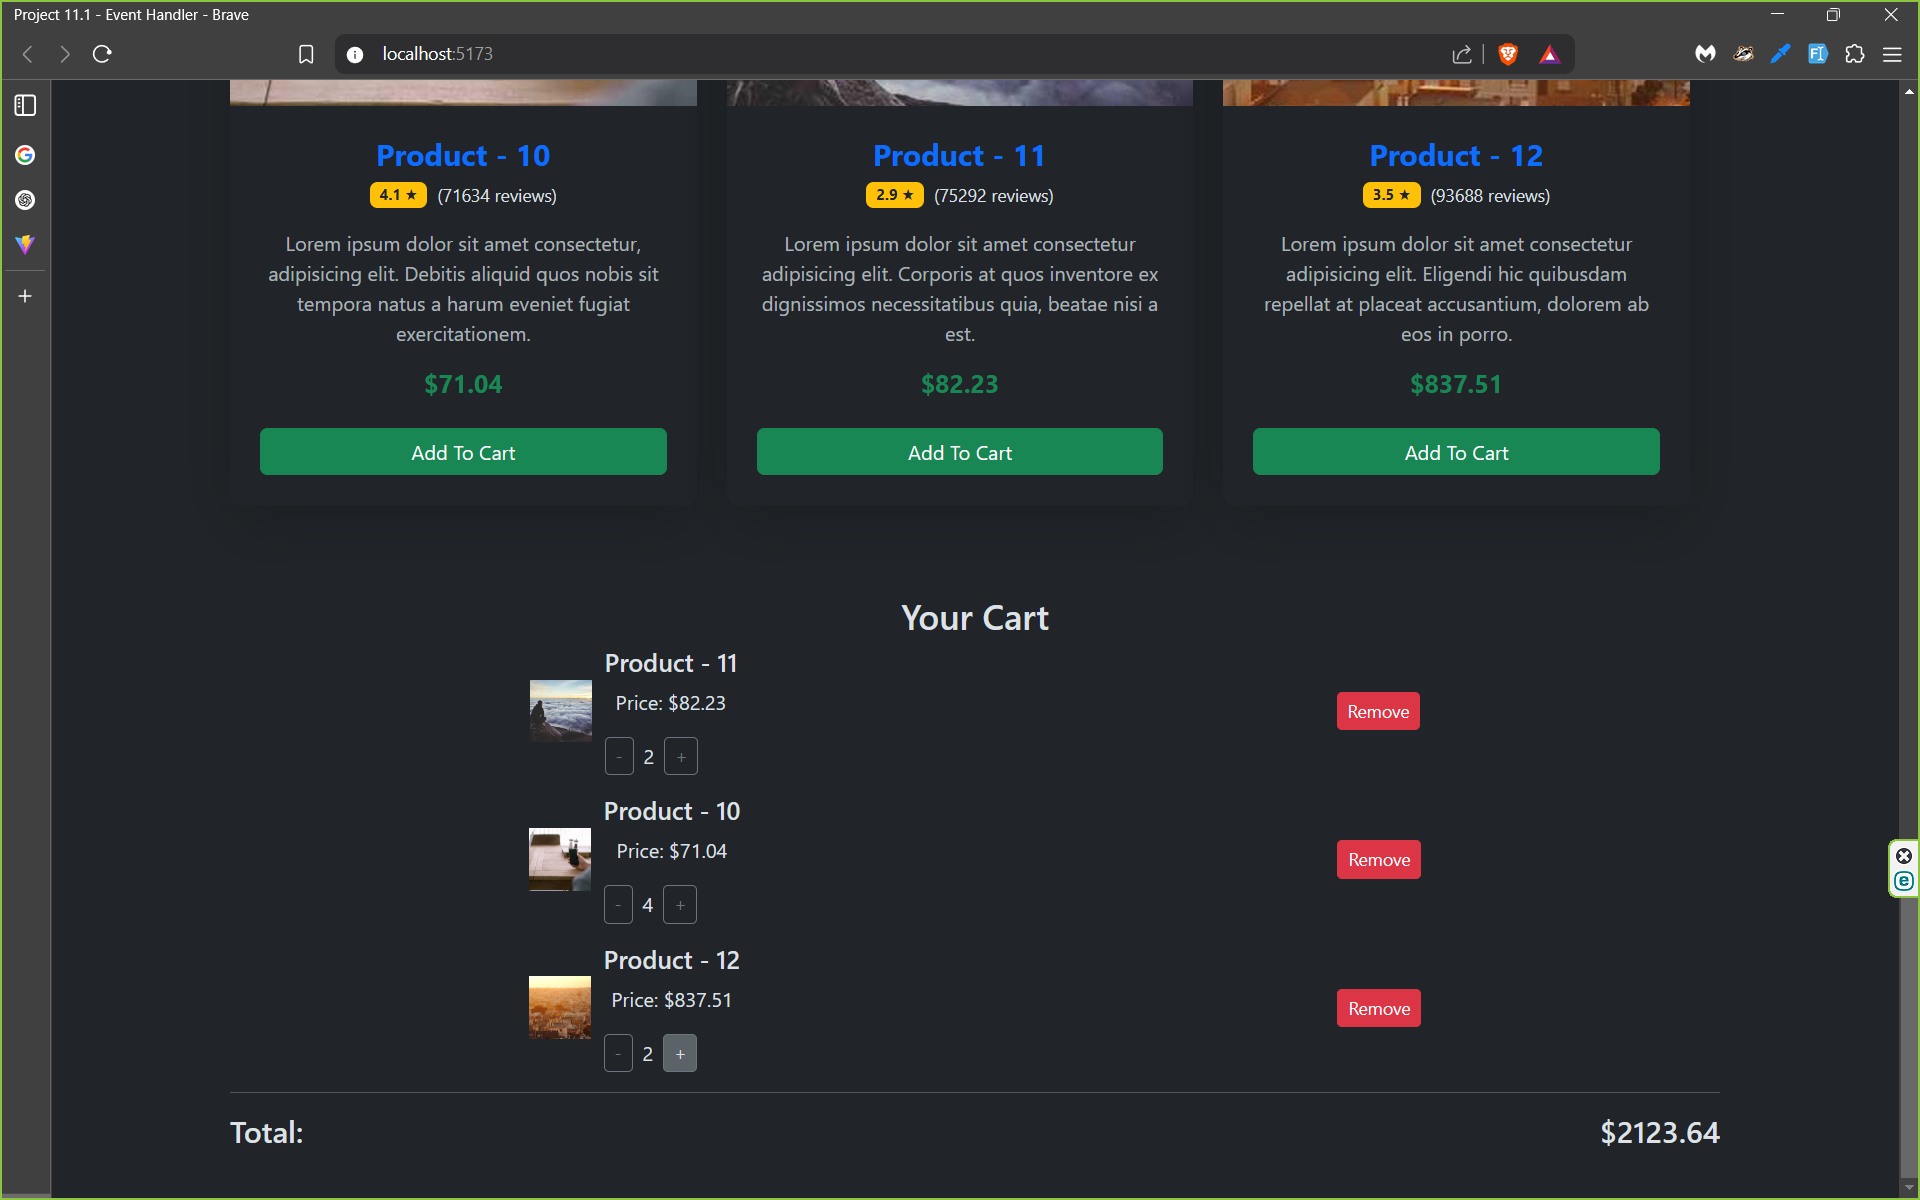 Project 11.1 - Event Handler - Brave
localhost:5173
Product - 10
4.1 ★ (71634 reviews)
Lorem ipsum dolor sit amet consectetur,
adipisicing elit. Debitis aliquid quos nobis sit
tempora natus a harum eveniet fugiat
exercitationem.
$71.04
Add To Cart
Product - 11
2.9 ★ (75292 reviews)
Lorem ipsum dolor sit amet consectetur
adipisicing elit. Corporis at quos inventore ex
dignissimos necessitatibus quia, beatae nisi a
est.
$82.23
Add To Cart
Product - 12
3.5 ★ (93688 reviews)
Lorem ipsum dolor sit amet consectetur
adipisicing elit. Eligendi hic quibusdam
repellat at placeat accusantium, dolorem ab
eos in porro.
$837.51
Add To Cart
Your Cart
Product - 11
Price: $82.23
- 2 +
Remove
Product - 10
Price: $71.04
- 4 +
Remove
Product - 12
Price: $837.51
- 2 +
Remove
Total: $2123.64